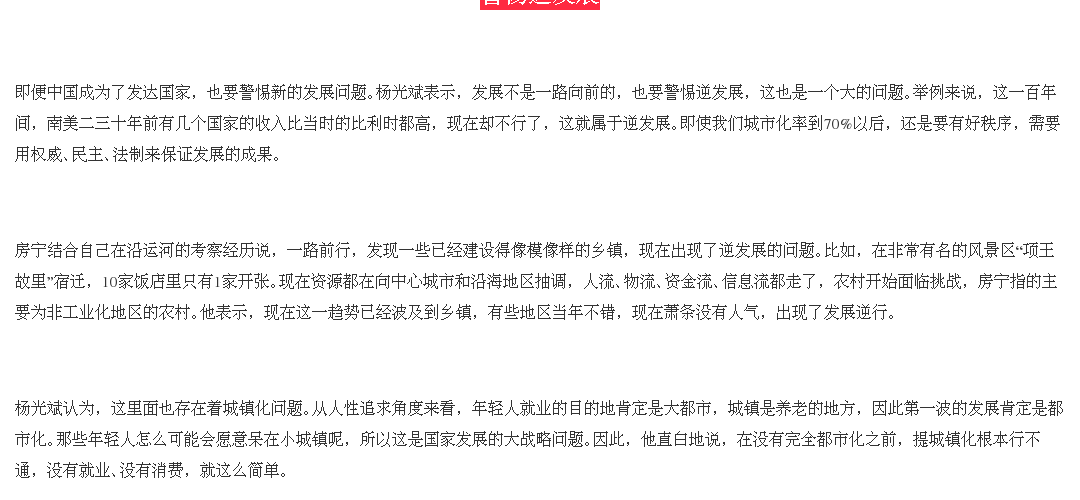 即便中国成为了发达国家，也要警惕新的发展问题。杨光斌表示，发展不是一路向前的，也要警惕逆发展，这也是一个大的问题。举例来说，这一百年
间，南美二三十年前有几个国家的收入比当时的比利时都高，现在却不行了，这就属于逆发展。即使我们城市化率到70%以后，还是要有好秩序，需要
用权威、民主、法制来保证发展的成果。
房宁结合自己在沿运河的考察经历说，一路前行，发现一些已经建设得像模像样的乡镇，现在出现了逆发展的问题。比如，在非常有名的风景区“项王
故里”宿迁，10家饭店里只有1家开张。现在资源都在向中心城市和沿海地区抽调，人流、物流、资金流、信息流都走了，农村开始面临挑战，房宁指的主
要为非工业化地区的农村。他表示，现在这一趋势已经波及到乡镇，有些地区当年不错，现在萧条没有人气，出现了发展逆行。
杨光斌认为，这里面也存在着城镇化问题。从人性追求角度来看，年轻人就业的目的地肯定是大都市，城镇是养老的地方，因此第一波的发展肯定是都
市化。那些年轻人怎么可能会愿意呆在小城镇呢，所以这是国家发展的大战略问题。因此，他直白地说，在没有完全都市化之前，提城镇化根本行不
通，没有就业、没有消费，就这么简单。